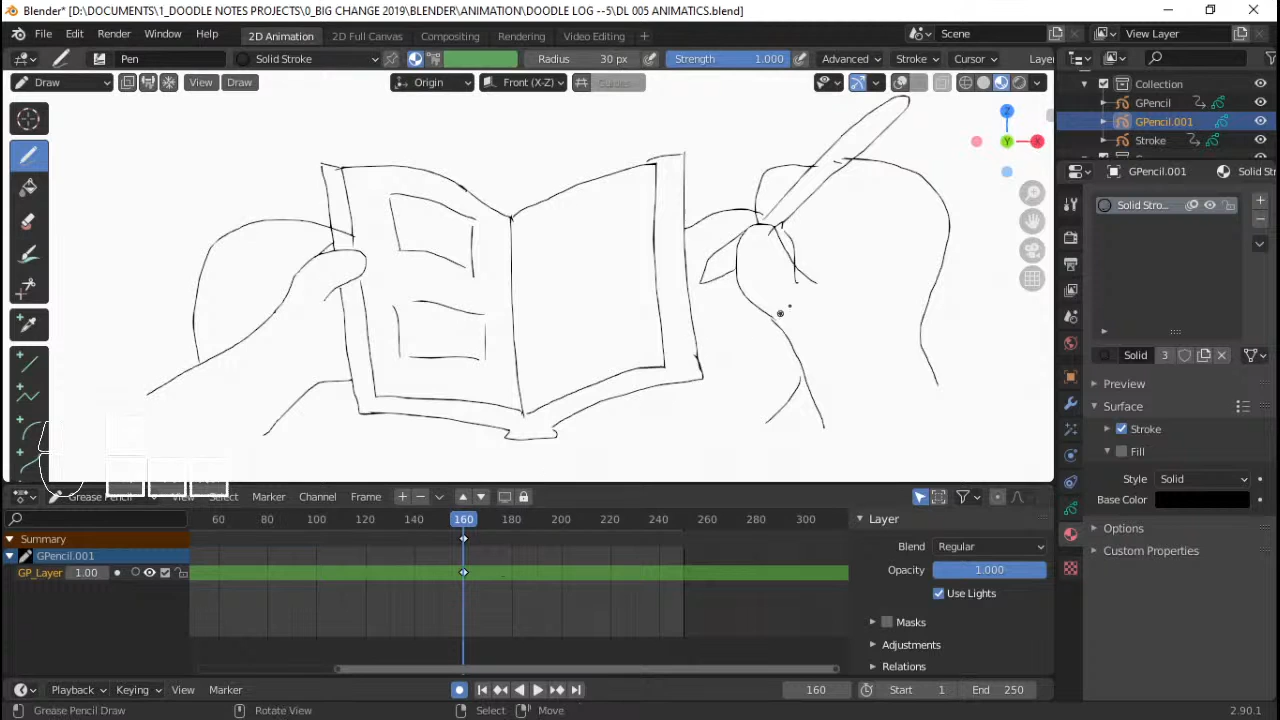 Blender* [D:\DOCUMENTS\1_DOODLE NOTES PROJECTS\0_BIG CHANGE 2019\BLENDER\ANIMATION\DOODLE LOG --5\DL 005 ANIMATICS.blend]
File Edit Render Window Help 2D Animation 2D Full Canvas Compositing Rendering Video Editing Scene View Layer
Pen Solid Stroke Radius 30 px Strength 1.000 Advanced Stroke Cursor Laye
Draw View Draw Origin Front (X-Z) Guides
Collection
GPencil
GPencil.001
Stroke
GPencil.001 Solid St
Solid Stro...
Solid 3
Preview
Surface
Stroke
Fill
Style Solid
Base Color
Options
Custom Properties
Grease Pencil View Select Marker Channel Frame
60 80 100 120 140 160 180 200 220 240 260 280 300
Summary
GPencil.001
GP_Layer 1.00
Layer
Blend Regular
Opacity 1.000
Use Lights
Masks
Adjustments
Relations
Playback Keying View Marker 160 Start 1 End 250
Grease Pencil Draw Rotate View Select Move 2.90.1
Z
Y
X